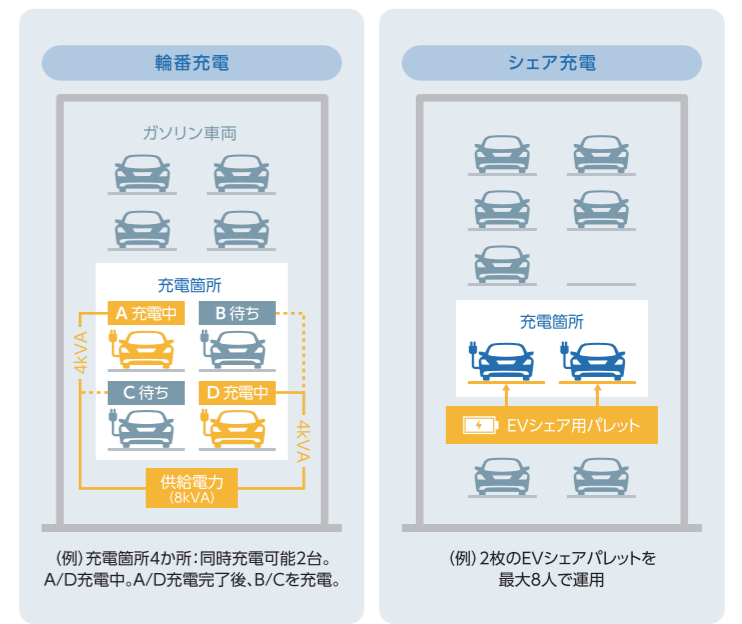 輪番充電
ガソリン車両
充電箇所
A 充電中
B 待ち
4kVA
C 待ち
D 充電中
4kVA
供給電力
(8kVA)
(例)充電箇所4か所:同時充電可能2台。
A/D充電中。A/D充電完了後、B/Cを充電。
シェア充電
充電箇所
EVシェア用パレット
(例)2枚のEVシェアパレットを
最大8人で運用